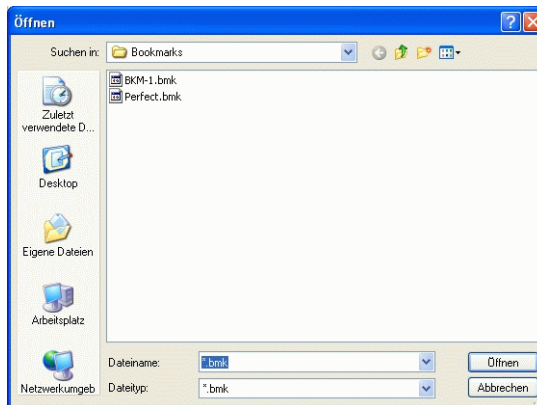 Öffnen
Suchen in: Bookmarks
BKM-1.bmk
Perfect.bmk
Zuletzt
verwendete D...
Desktop
Eigene Dateien
Arbeitsplatz
Netzwerkumgeb
Dateiname: *.bmk Öffnen
Dateityp: *.bmk Abbrechen